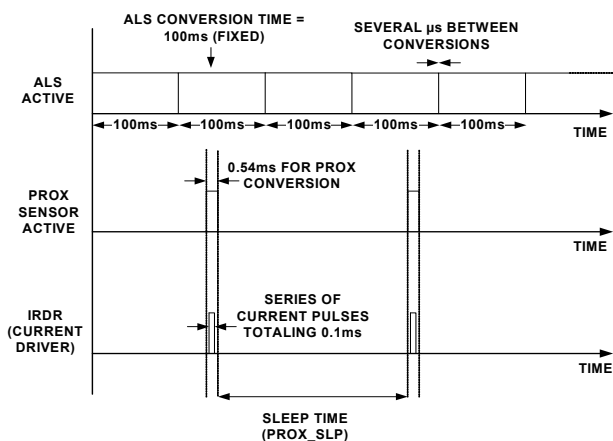 ALS CONVERSION TIME =
100ms (FIXED)
SEVERAL µs BETWEEN
CONVERSIONS
ALS
ACTIVE
100ms
100ms
100ms
100ms
100ms
TIME
0.54ms FOR PROX
CONVERSION
PROX
SENSOR
ACTIVE
TIME
SERIES OF
CURRENT PULSES
TOTALING 0.1ms
IRDR
(CURRENT
DRIVER)
TIME
SLEEP TIME
(PROX_SLP)